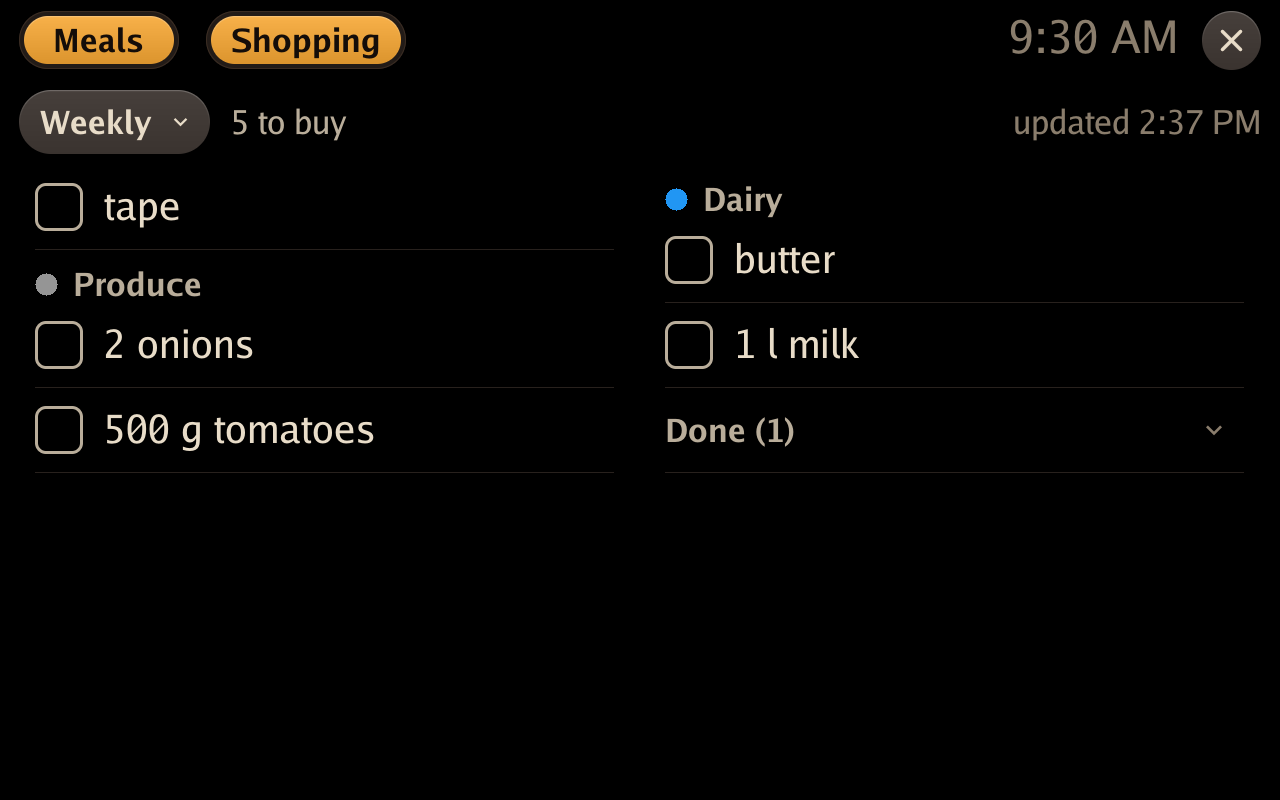 Meals
Shopping
9:30 AM
Weekly
5 to buy
updated 2:37 PM
tape
Produce
2 onions
500 g tomatoes
Dairy
butter
1 l milk
Done (1)